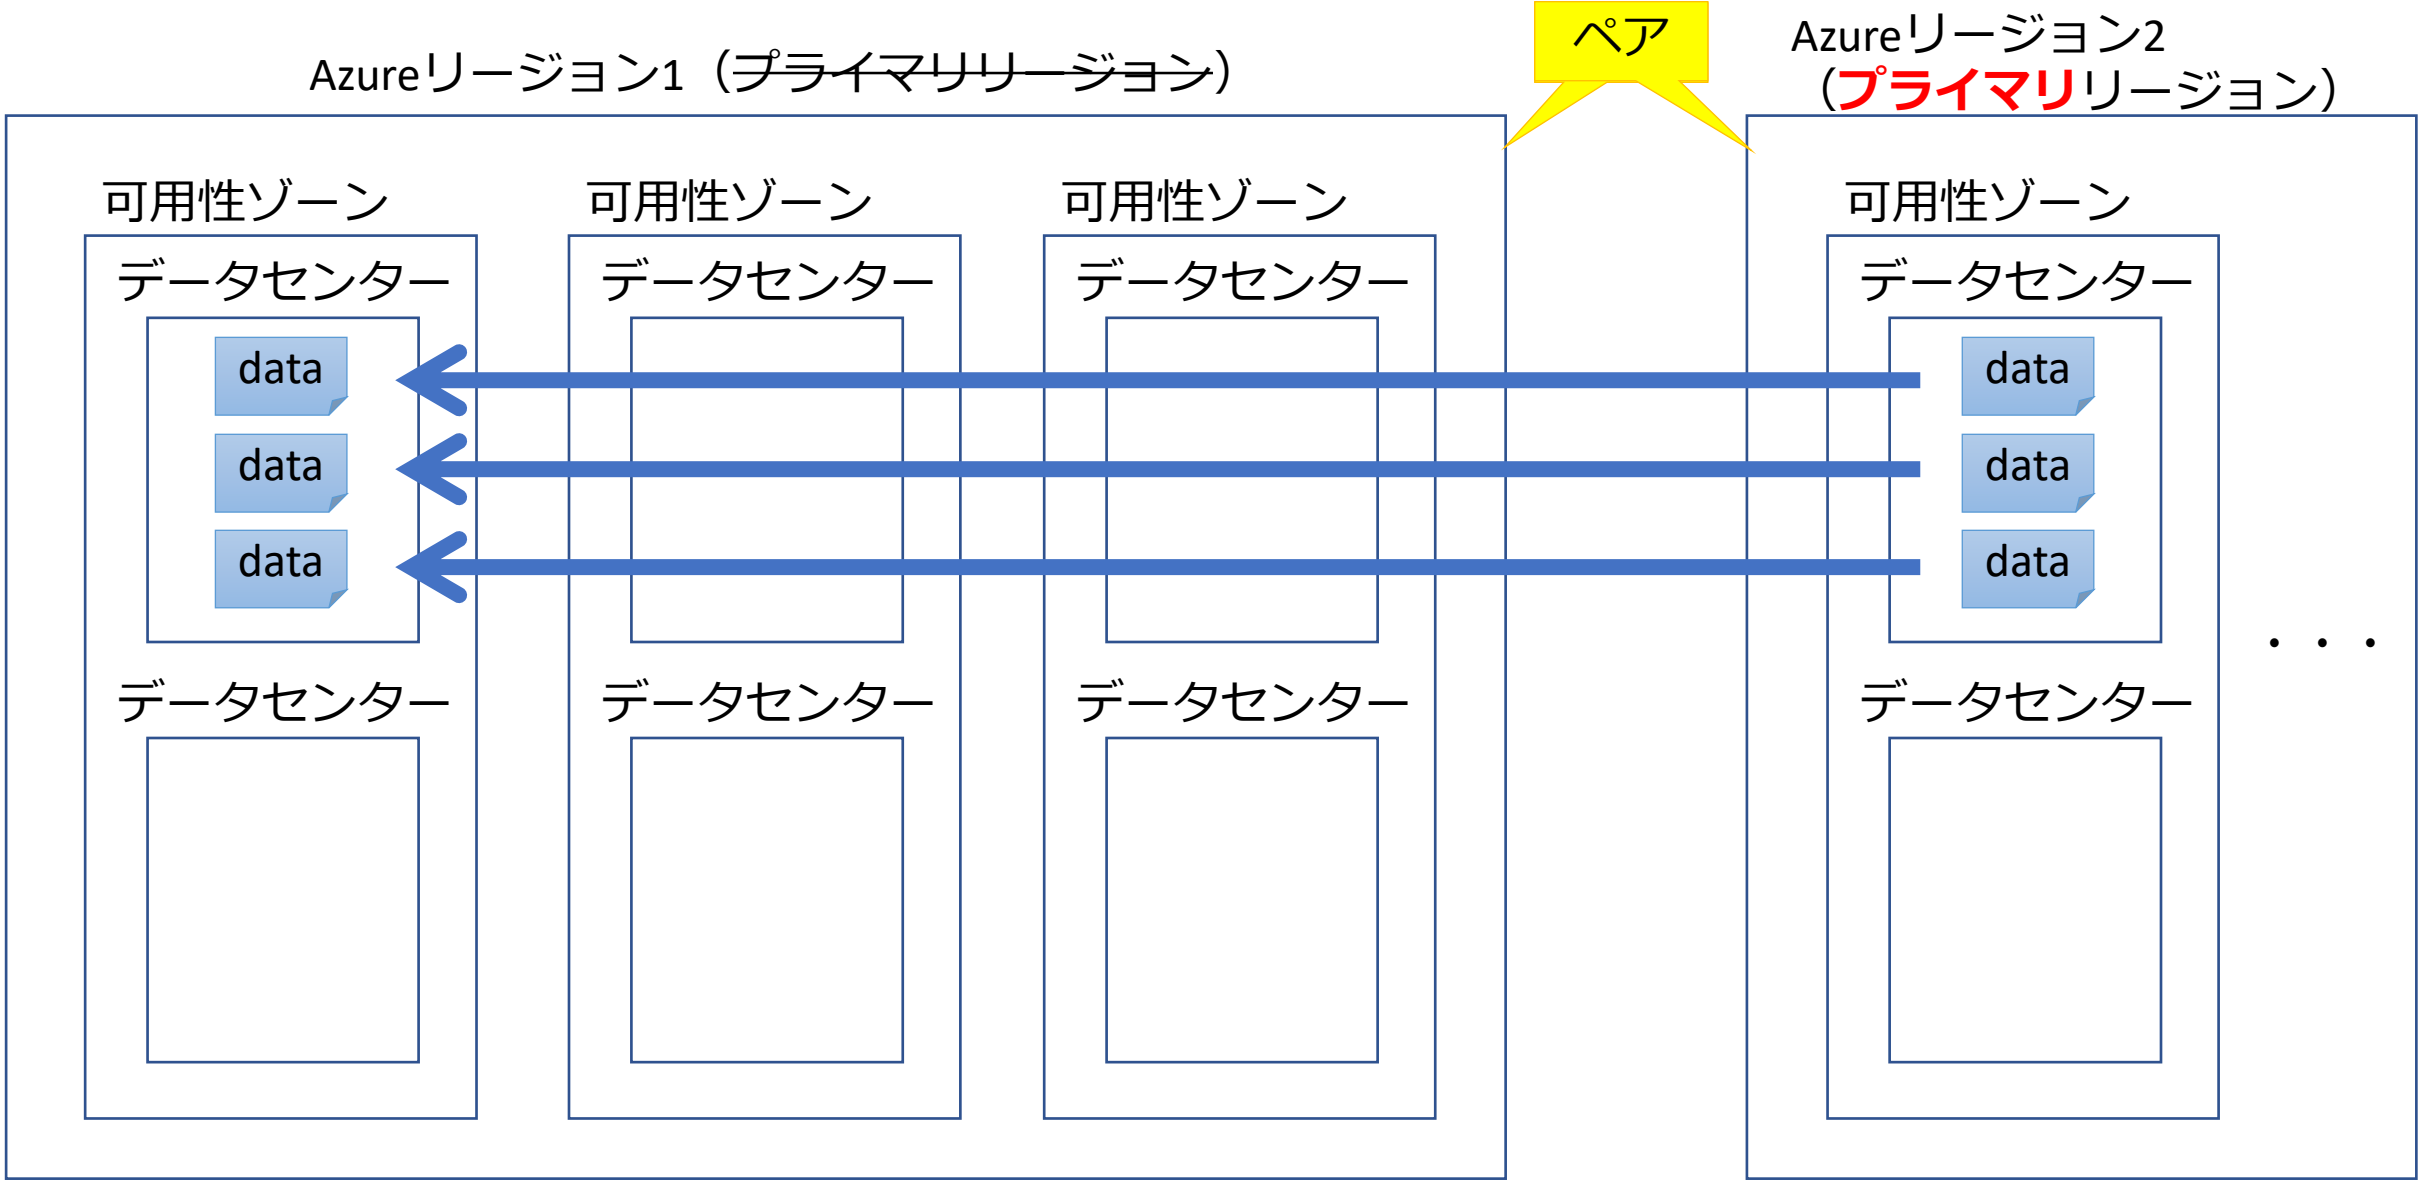 Azureリージョン1（プライマリリージョン）
ペア
Azureリージョン2
（プライマリリージョン）
可用性ゾーン
データセンター
data
data
data
データセンター
可用性ゾーン
データセンター
データセンター
可用性ゾーン
データセンター
データセンター
可用性ゾーン
データセンター
data
data
data
データセンター
・・・